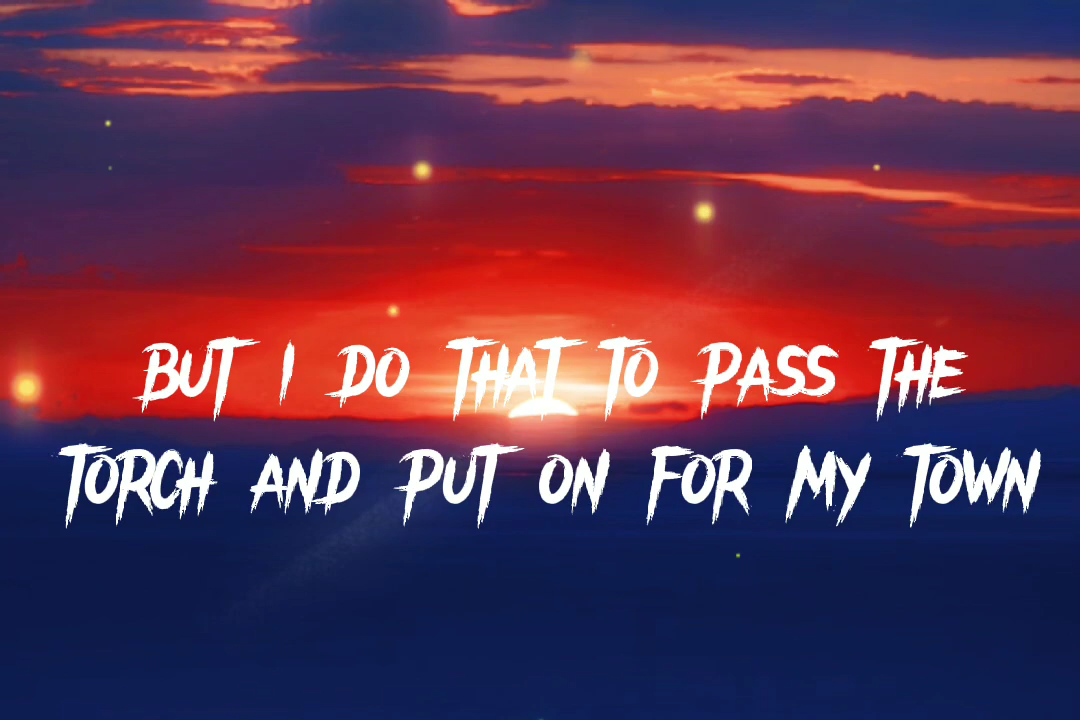 BUT I DO THAT TO PASS THE
TORCH AND PUT ON FOR MY TOWN